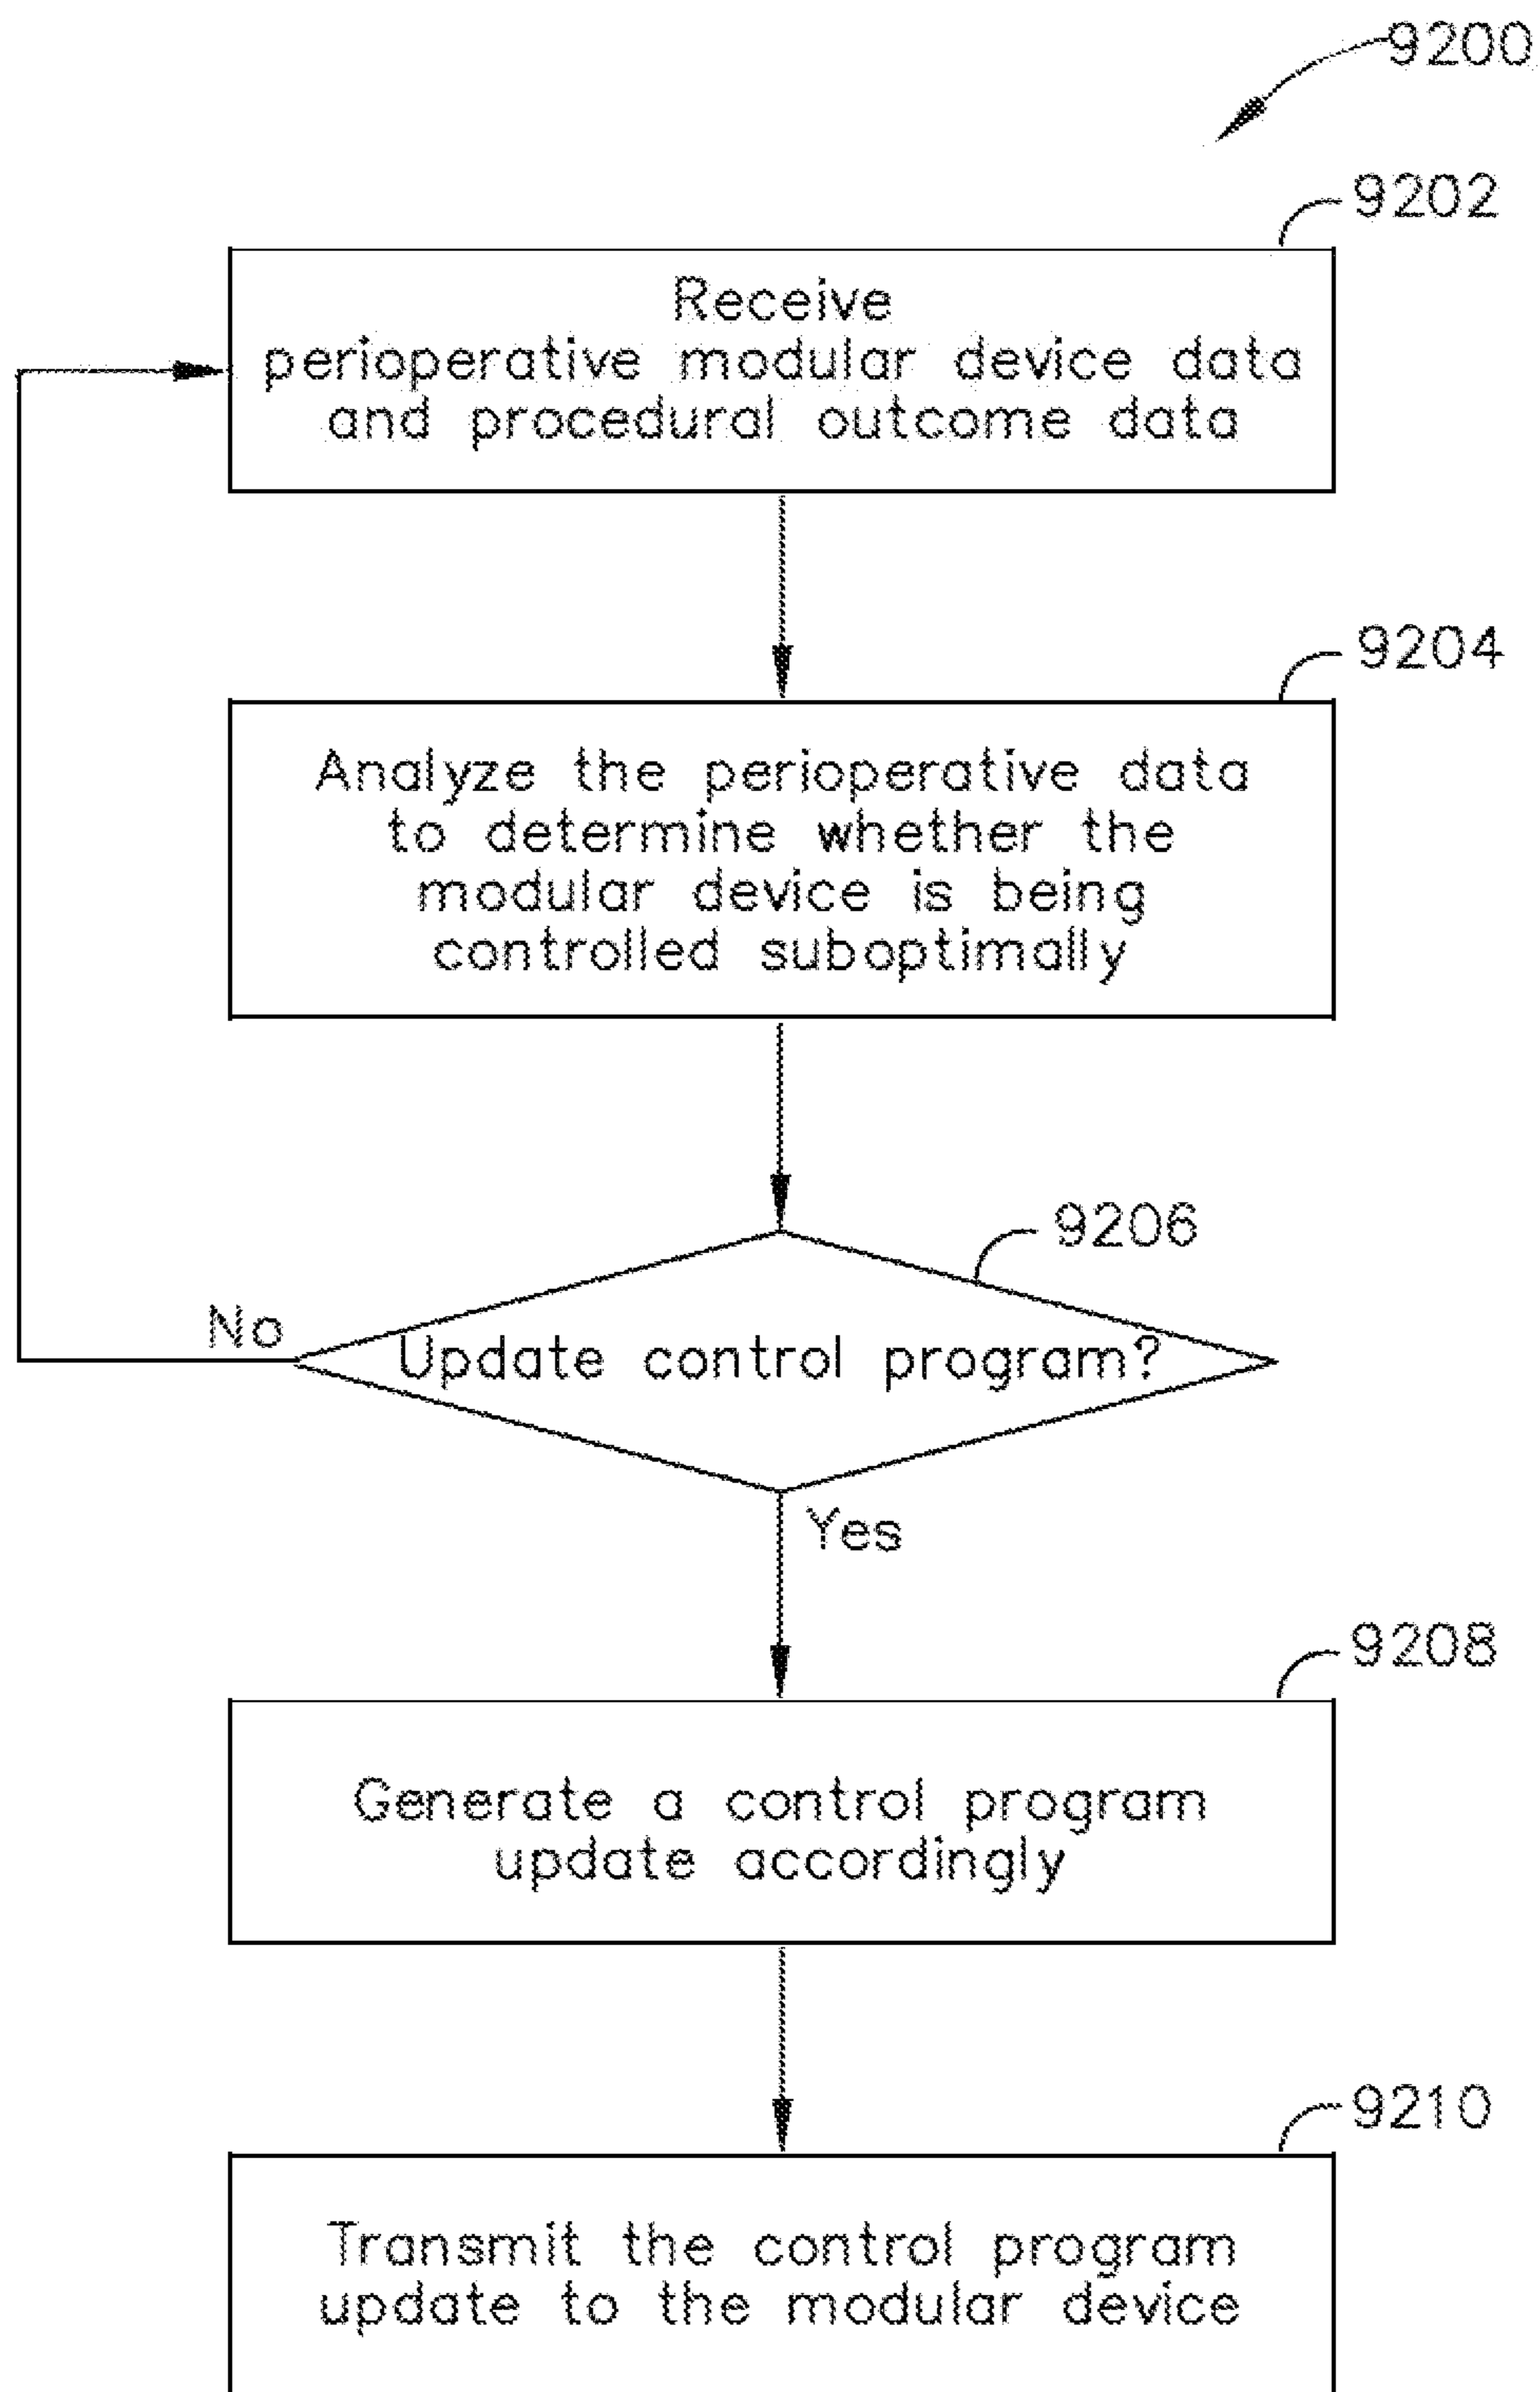 9200
9202
Receive
perioperative modular device data
and procedural outcome data
9204
Analyze the perioperative data
to determine whether the
modular device is being
controlled suboptimally
9206
No
Update control program?
Yes
9208
Generate a control program
update accordingly
9210
Transmit the control program
update to the modular device